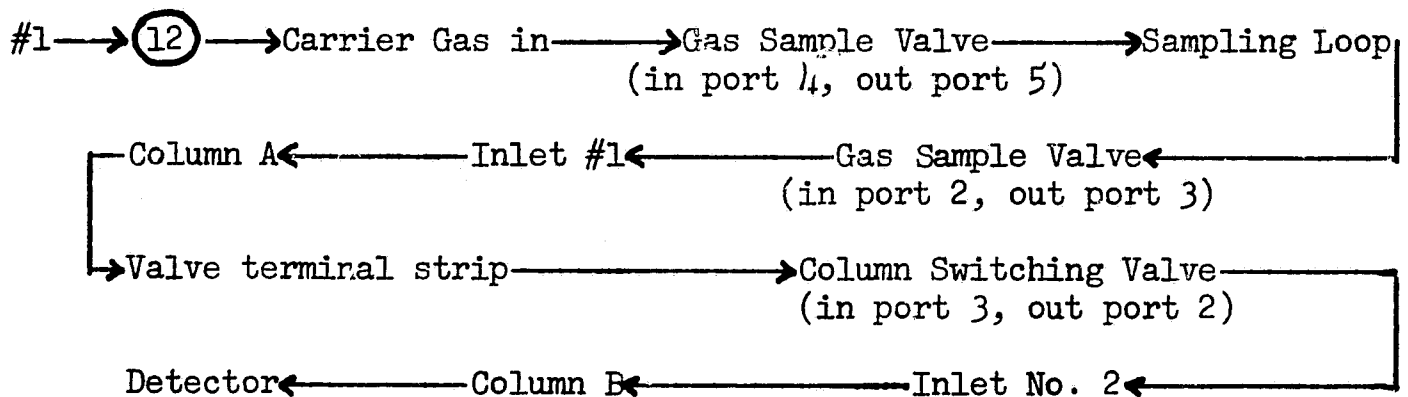 #1 12 Carrier Gas in Gas Sample Valve Sampling Loop
(in port 4, out port 5)
Column A Inlet #1 Gas Sample Valve
(in port 2, out port 3)
Valve terminal strip Column Switching Valve
(in port 3, out port 2)
Detector Column B Inlet No. 2